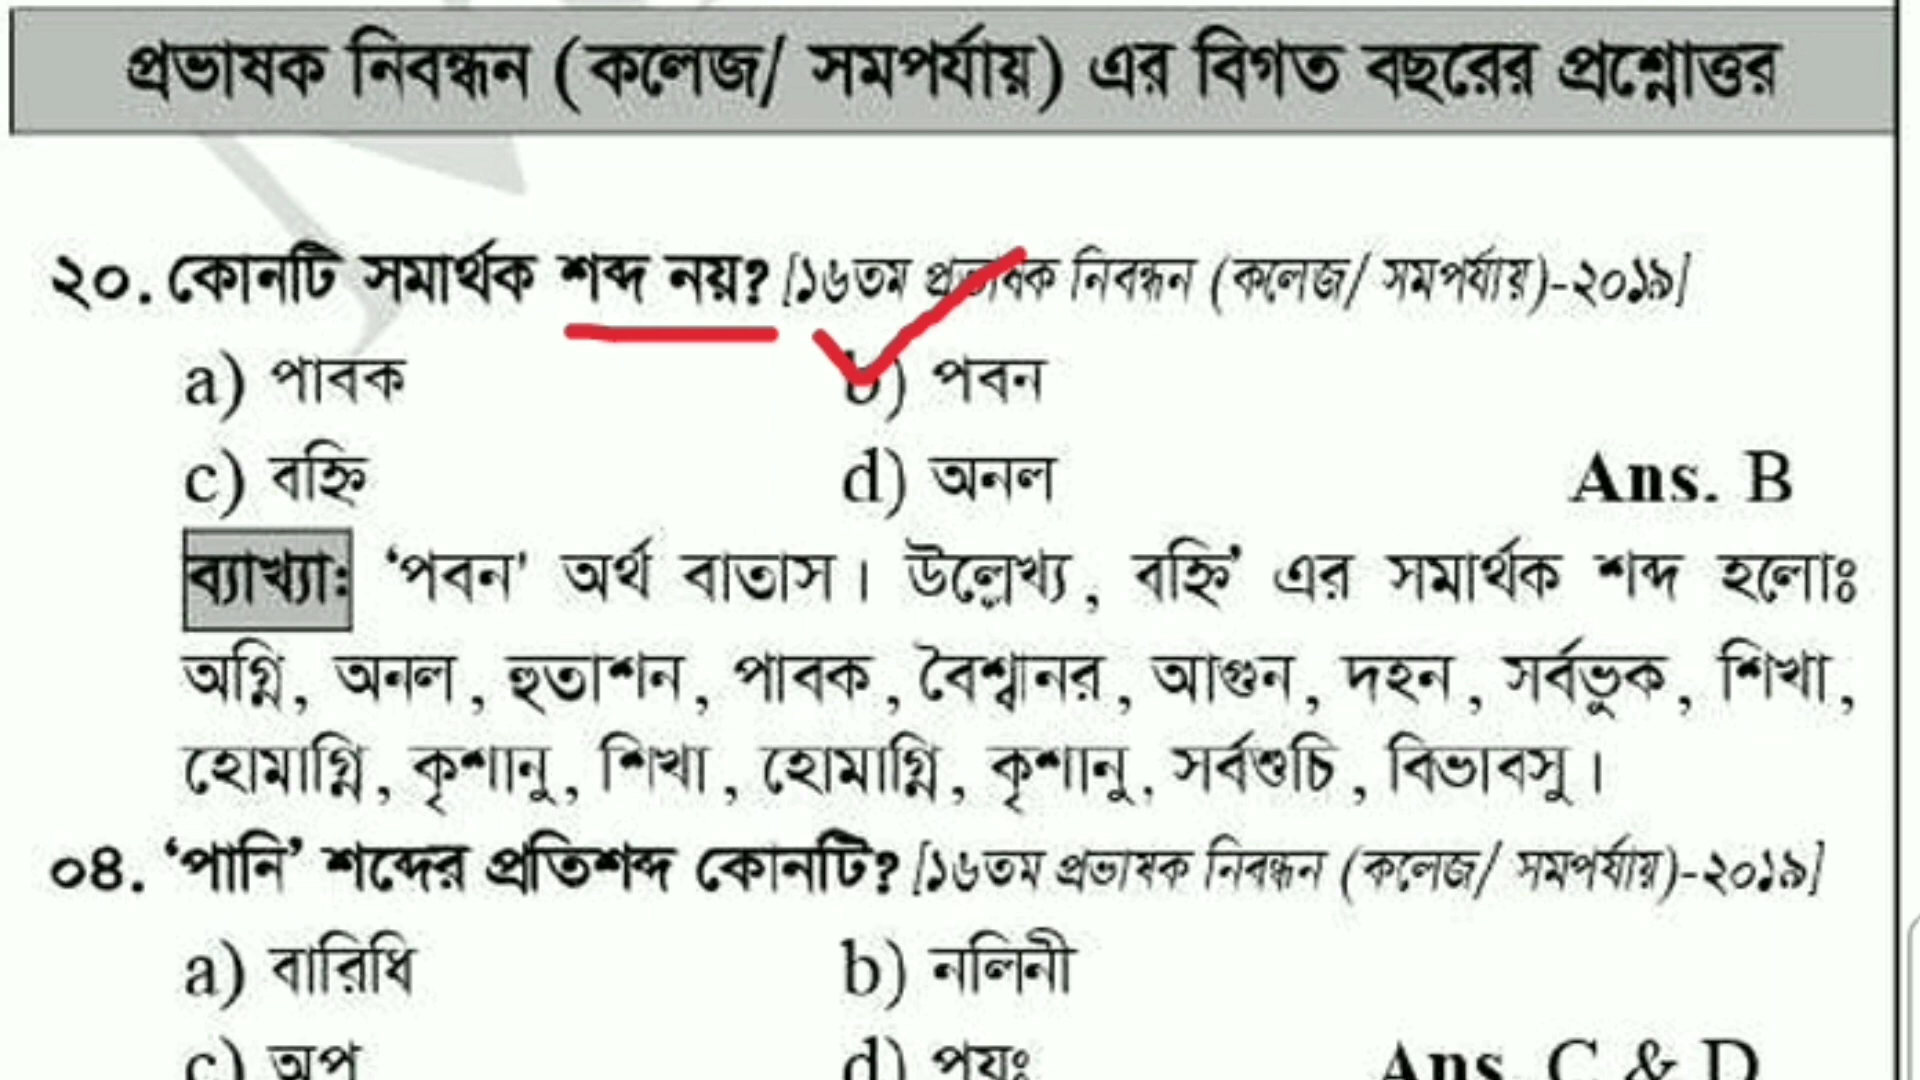 প্রভাষক নিবন্ধন (কলেজ/ সমপর্যায়) এর বিগত বছরের প্রশ্নোত্তর
২০. কোনটি সমার্থক শব্দ নয়? [১৬তম প্রভাষক নিবন্ধন (কলেজ/ সমপর্যায়)-২০১৯]
a) পাবক b) পবন
c) বহ্নি d) অনল Ans. B
ব্যাখ্যা: ‘পবন’ অর্থ বাতাস। উল্লেখ্য, বহ্নি’ এর সমার্থক শব্দ হলোঃ
অগ্নি, অনল, হুতাশন, পাবক, বৈশ্বানর, আগুন, দহন, সর্বভুক, শিখা,
হোমাগ্নি, কৃশানু, শিখা, হোমাগ্নি, কৃশানু, সর্বশুচি, বিভাবসু।
০৪. ‘পানি’ শব্দের প্রতিশব্দ কোনটি? [১৬তম প্রভাষক নিবন্ধন (কলেজ/ সমপর্যায়)-২০১৯]
a) বারিধি b) নলিনী
c) অপ d) পয়ঃ Ans. C & D